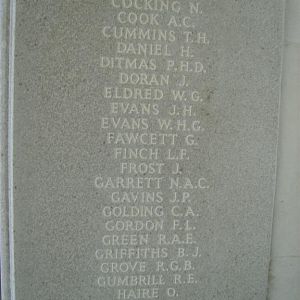 COCKING N.
COOK A.C.
CUMMINS T.H.
DANIEL H.
DITMAS P.H.D.
DORAN J.
ELDRED W.G.
EVANS J.H.
EVANS W.H.G.
FAWCETT G.
FINCH L.F.
FROST J.
GARRETT N.A.C.
GAVINS J.P.
GOLDING C.A.
GORDON F.L.
GREEN R.A.E.
GRIFFITHS B.J.
GROVE R.G.B.
GUMBRILL R.E.
HAIRE O.